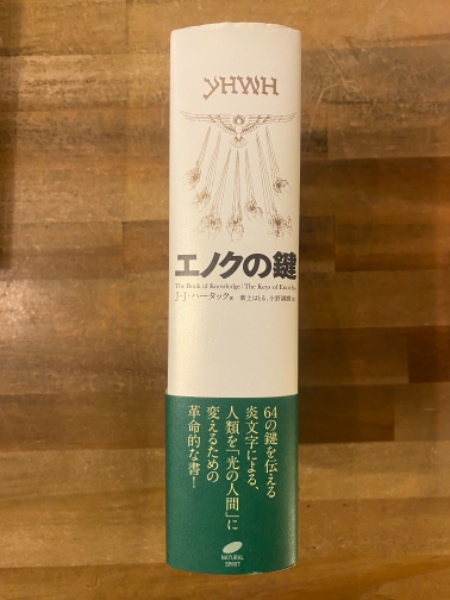 YHWH
エノクの鍵
The Book of Knowledge: The Keys of Enoch
J・J・ハータック 著
64の鍵を伝える
炎文字による、
人類を「光の人間」に
変えるための
革命的な書!
NATURAL
SPIRIT